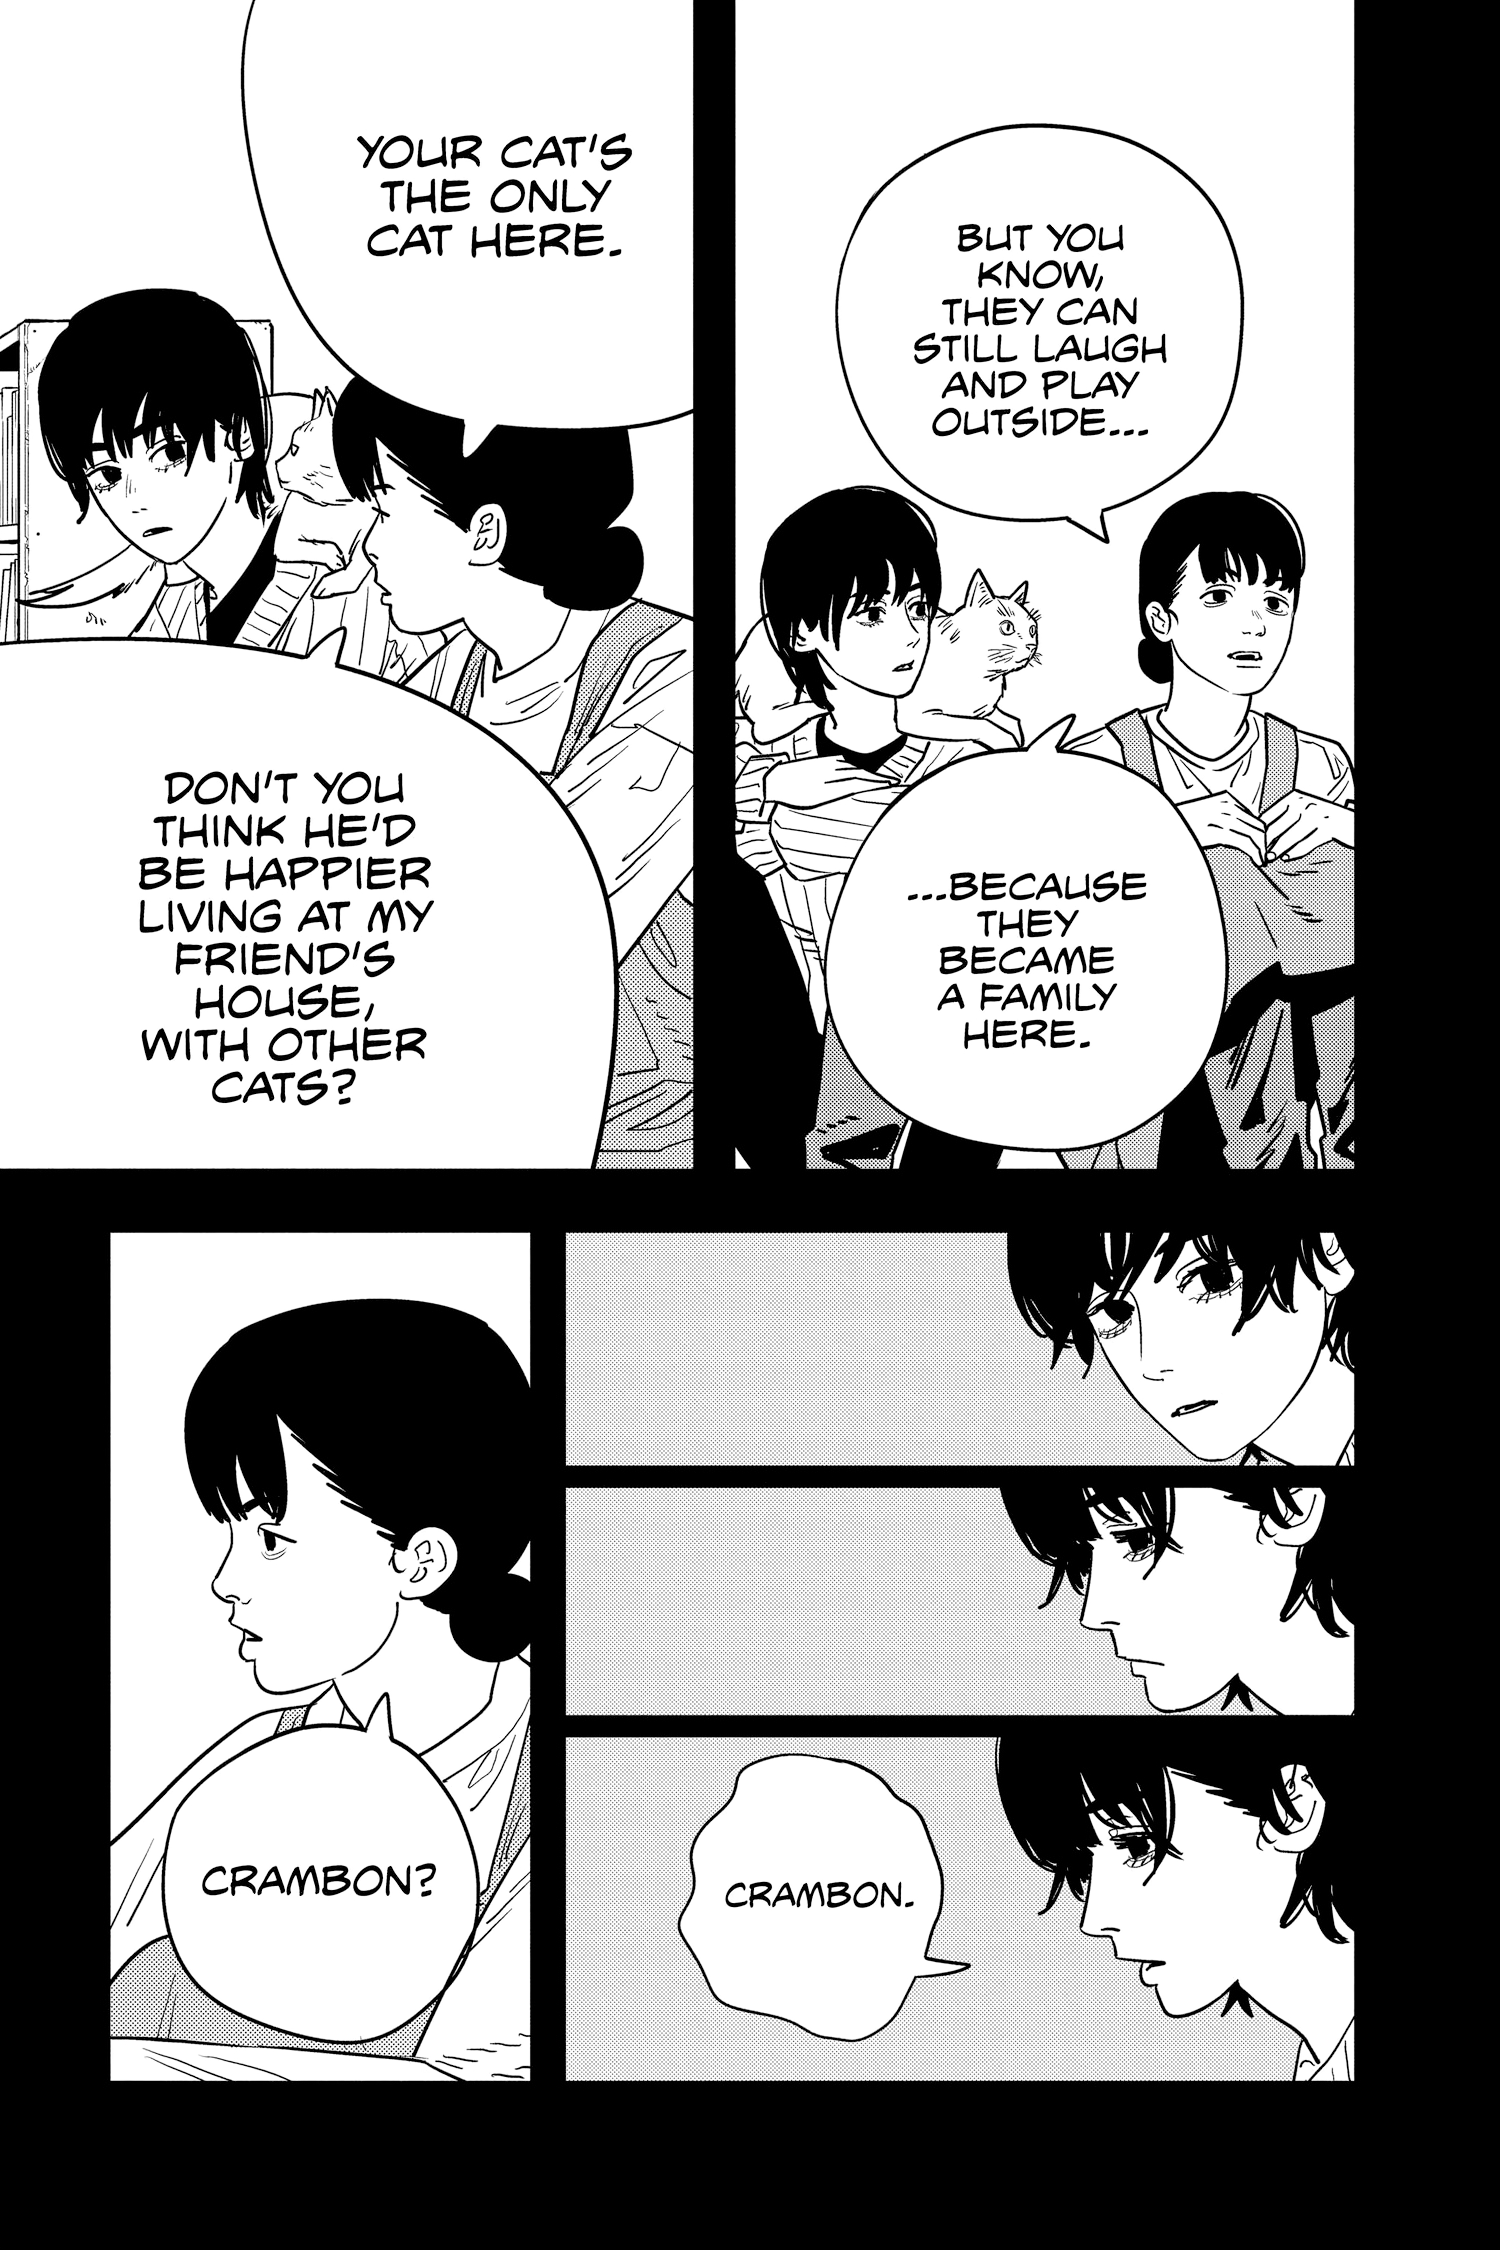 BUT YOU
KNOW,
THEY CAN
STILL LAUGH
AND PLAY
OUTSIDE...
...BECAUSE
THEY
BECAME
A FAMILY
HERE.
YOUR CAT'S
THE ONLY
CAT HERE.
DON'T YOU
THINK HE'D
BE HAPPIER
LIVING AT MY
FRIEND'S
HOUSE,
WITH OTHER
CATS?
CRAMBON.
CRAMBON?